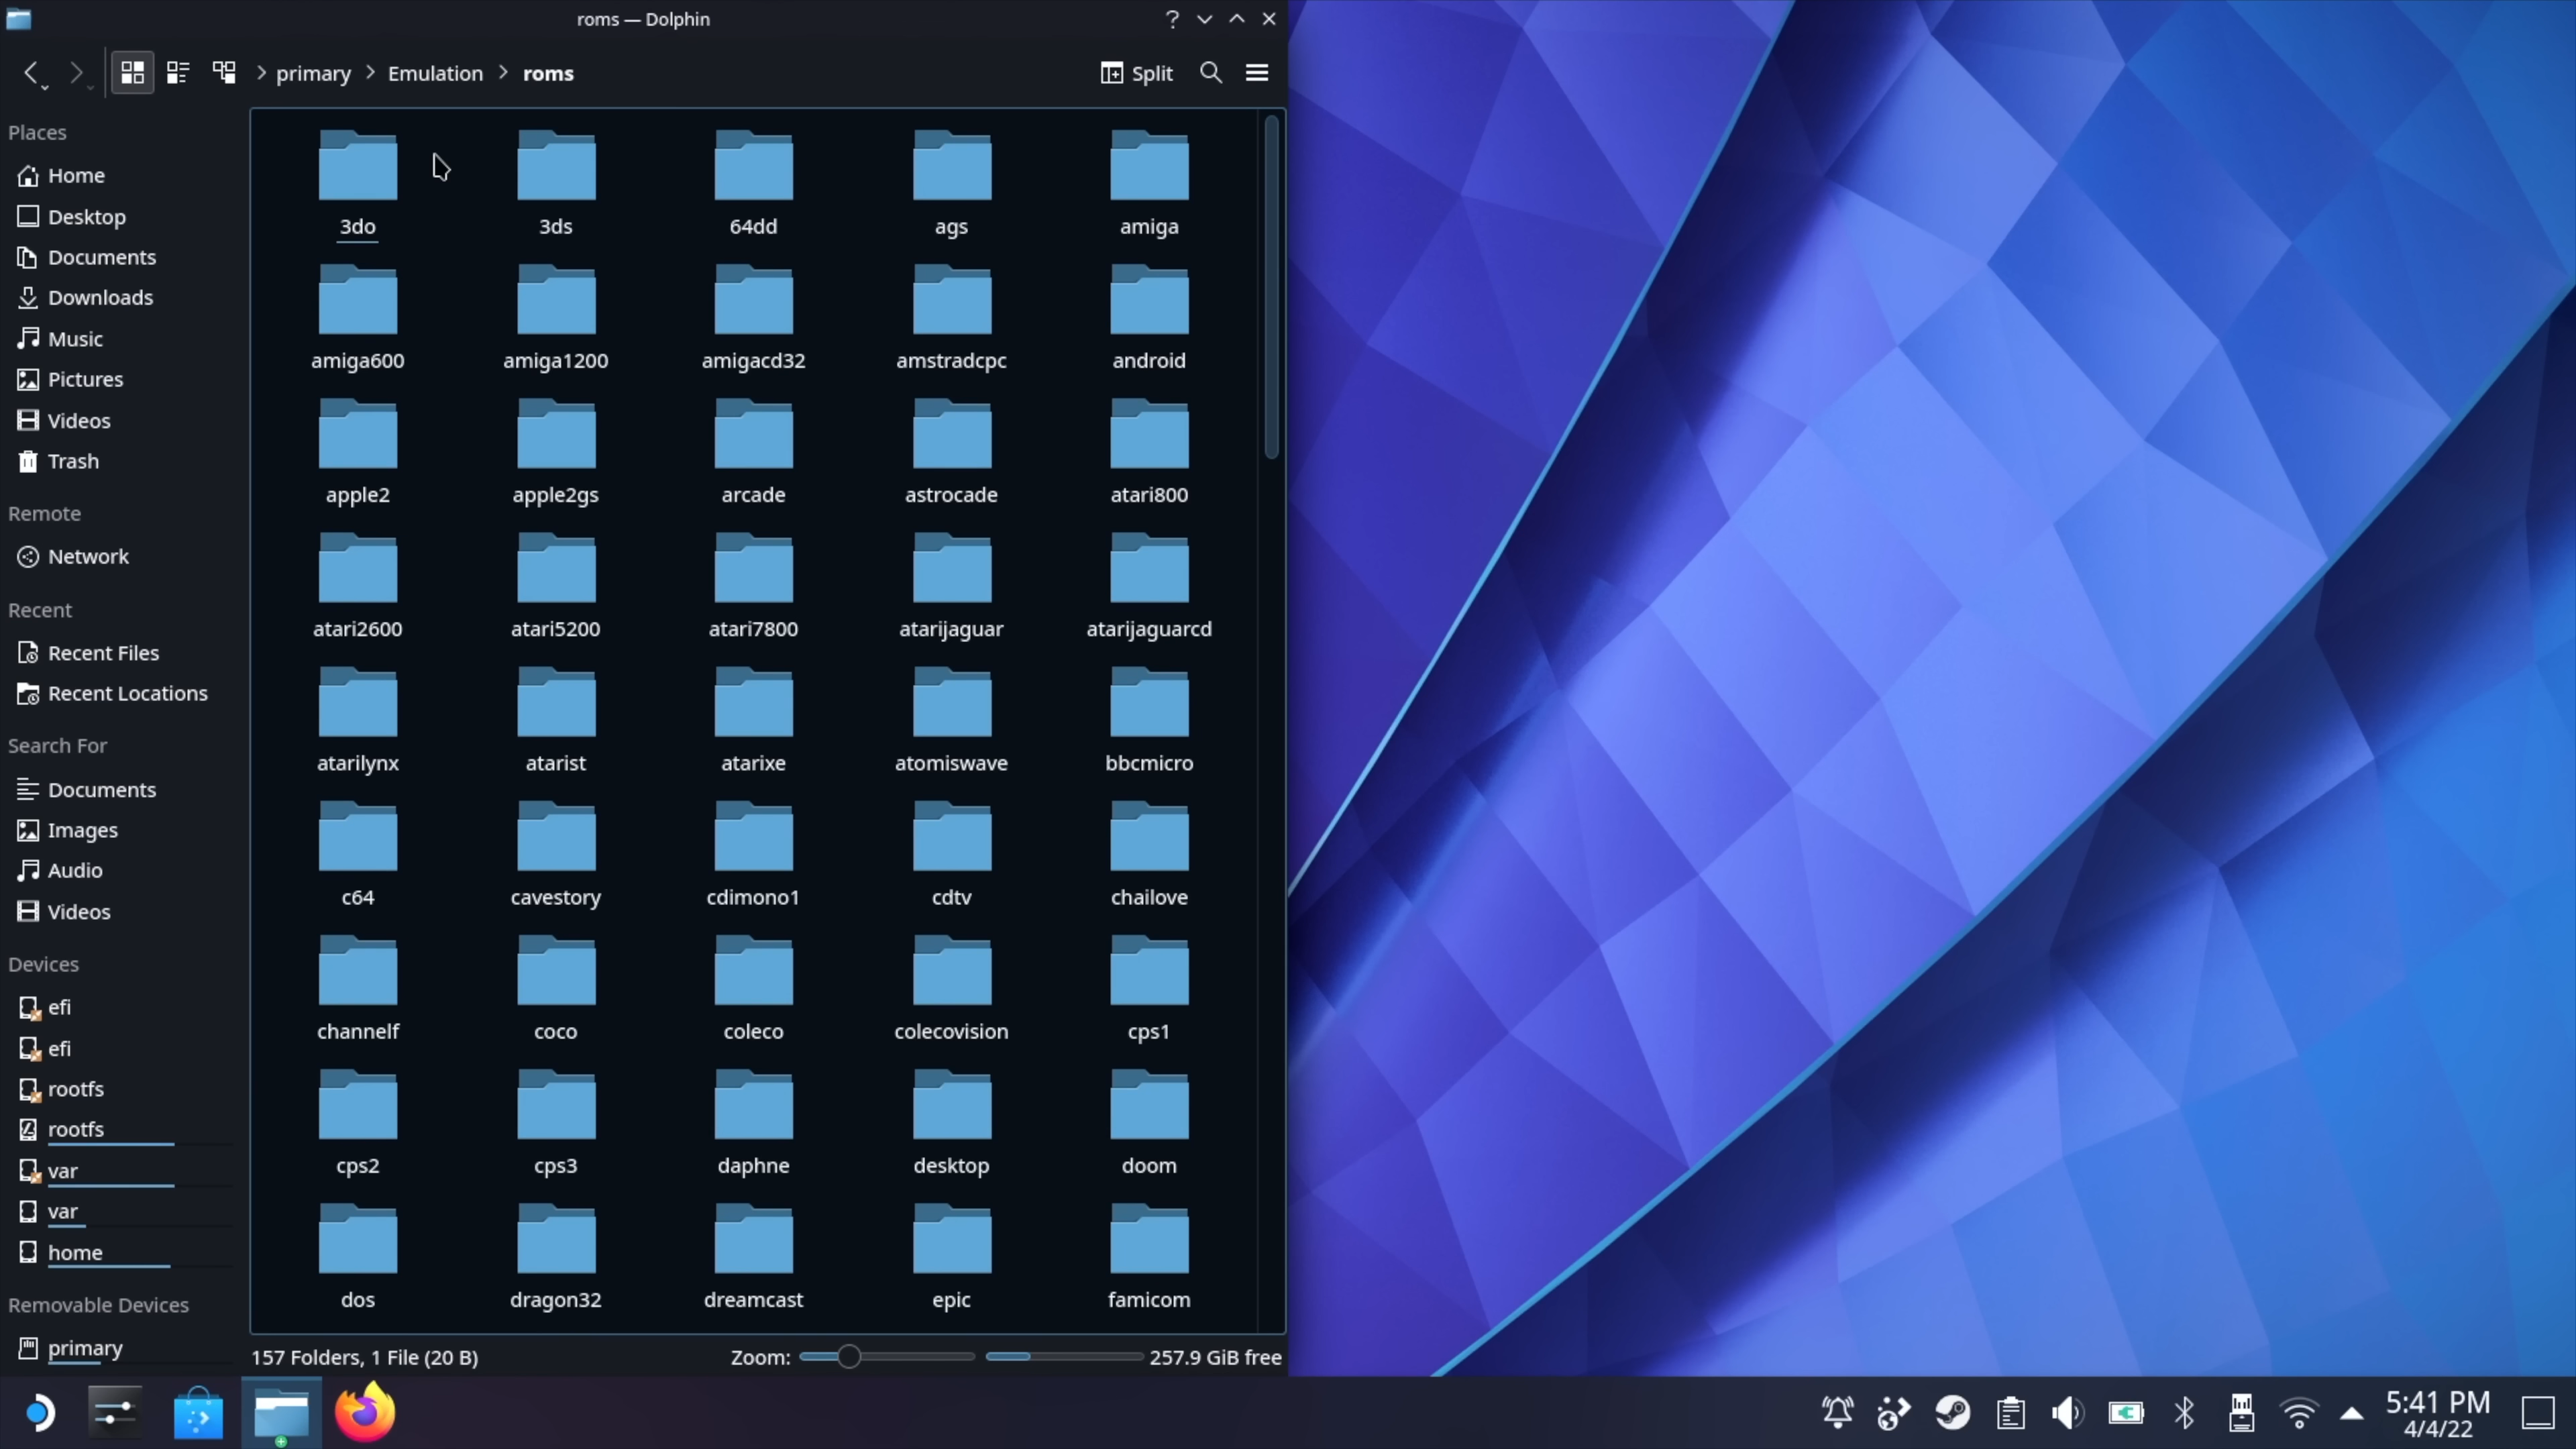 roms — Dolphin
primary
Emulation
roms
Split
Places
Home
Desktop
Documents
Downloads
Music
Pictures
Videos
Trash
Remote
Network
Recent
Recent Files
Recent Locations
Search For
Documents
Images
Audio
Videos
Devices
efi
efi
rootfs
rootfs
var
var
home
Removable Devices
primary
3do 3ds 64dd ags amiga
amiga600 amiga1200 amigacd32 amstradcpc android
apple2 apple2gs arcade astrocade atari800
atari2600 atari5200 atari7800 atarijaguar atarijaguarcd
atarilynx atarist atarixe atomiswave bbcmicro
c64 cavestory cdimono1 cdtv chailove
channelf coco coleco colecovision cps1
cps2 cps3 daphne desktop doom
dos dragon32 dreamcast epic famicom
157 Folders, 1 File (20 B)
Zoom:
257.9 GiB free
5:41 PM
4/4/22